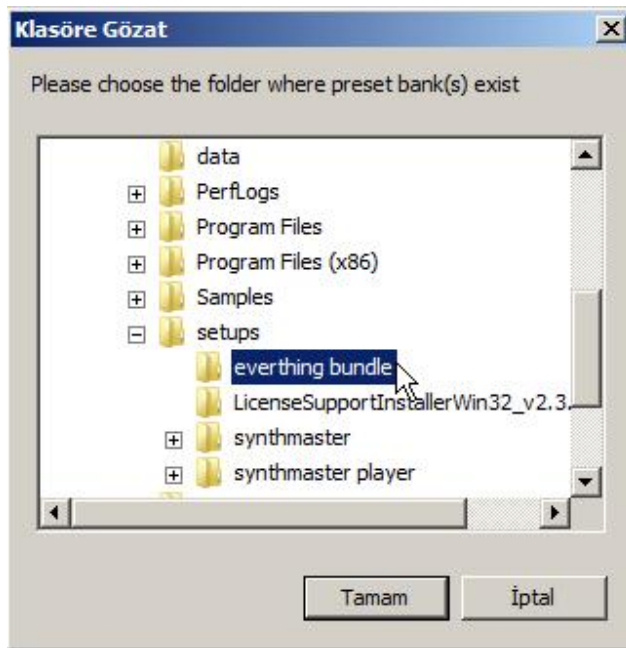 Klasöre Gözat
Please choose the folder where preset bank(s) exist
data
PerfLogs
Program Files
Program Files (x86)
Samples
setups
everthing bundle
LicenseSupportInstallerWin32_v2.3.
synthmaster
synthmaster player
Tamam
İptal